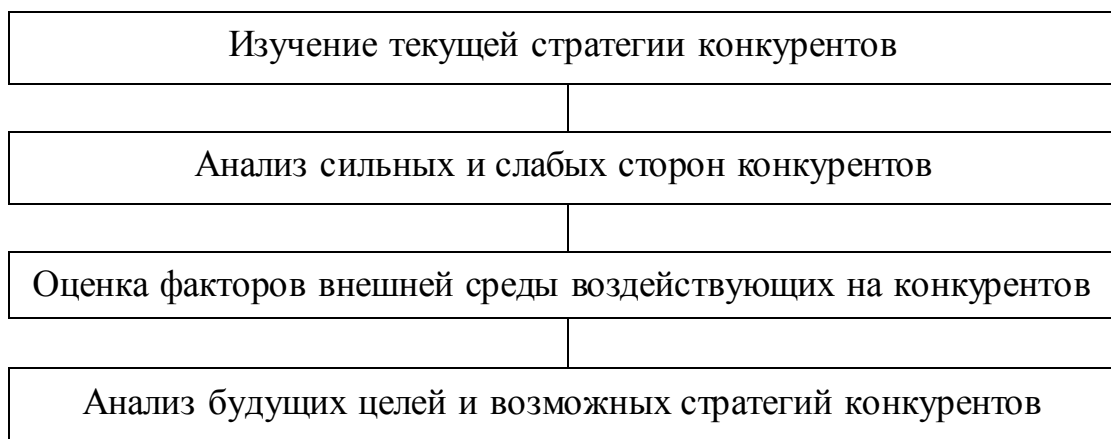 Изучение текущей стратегии конкурентов
Анализ сильных и слабых сторон конкурентов
Оценка факторов внешней среды воздействующих на конкурентов
Анализ будущих целей и возможных стратегий конкурентов